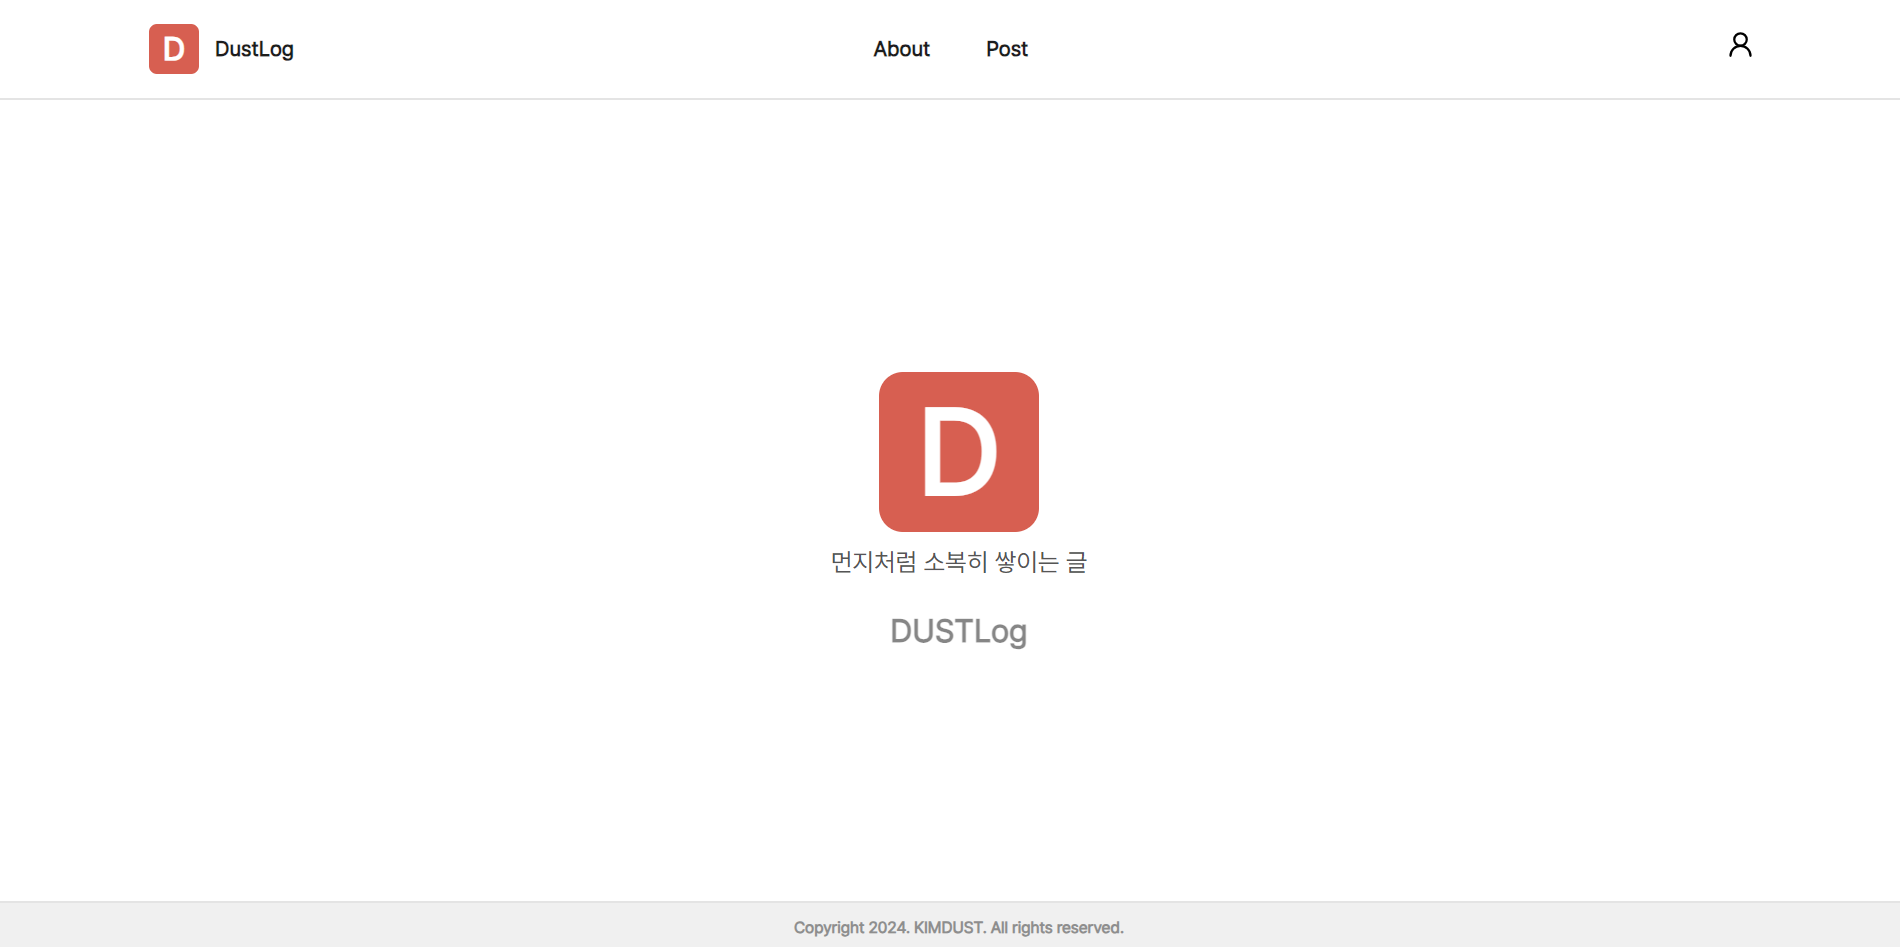 D DustLog About Post
D
먼지처럼 소복히 쌓이는 글
DUSTLog
Copyright 2024. KIMDUST. All rights reserved.